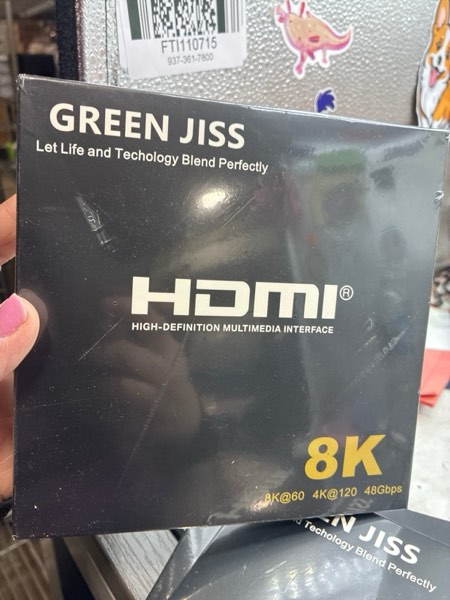 FTI110715
937-361-7800
GREEN JISS
Let Life and Techology Blend Perfectly
HDMI®
HIGH-DEFINITION MULTIMEDIA INTERFACE
8K
8K@60 4K@120 48Gbps
N JISS
Techology Blend Perfectly